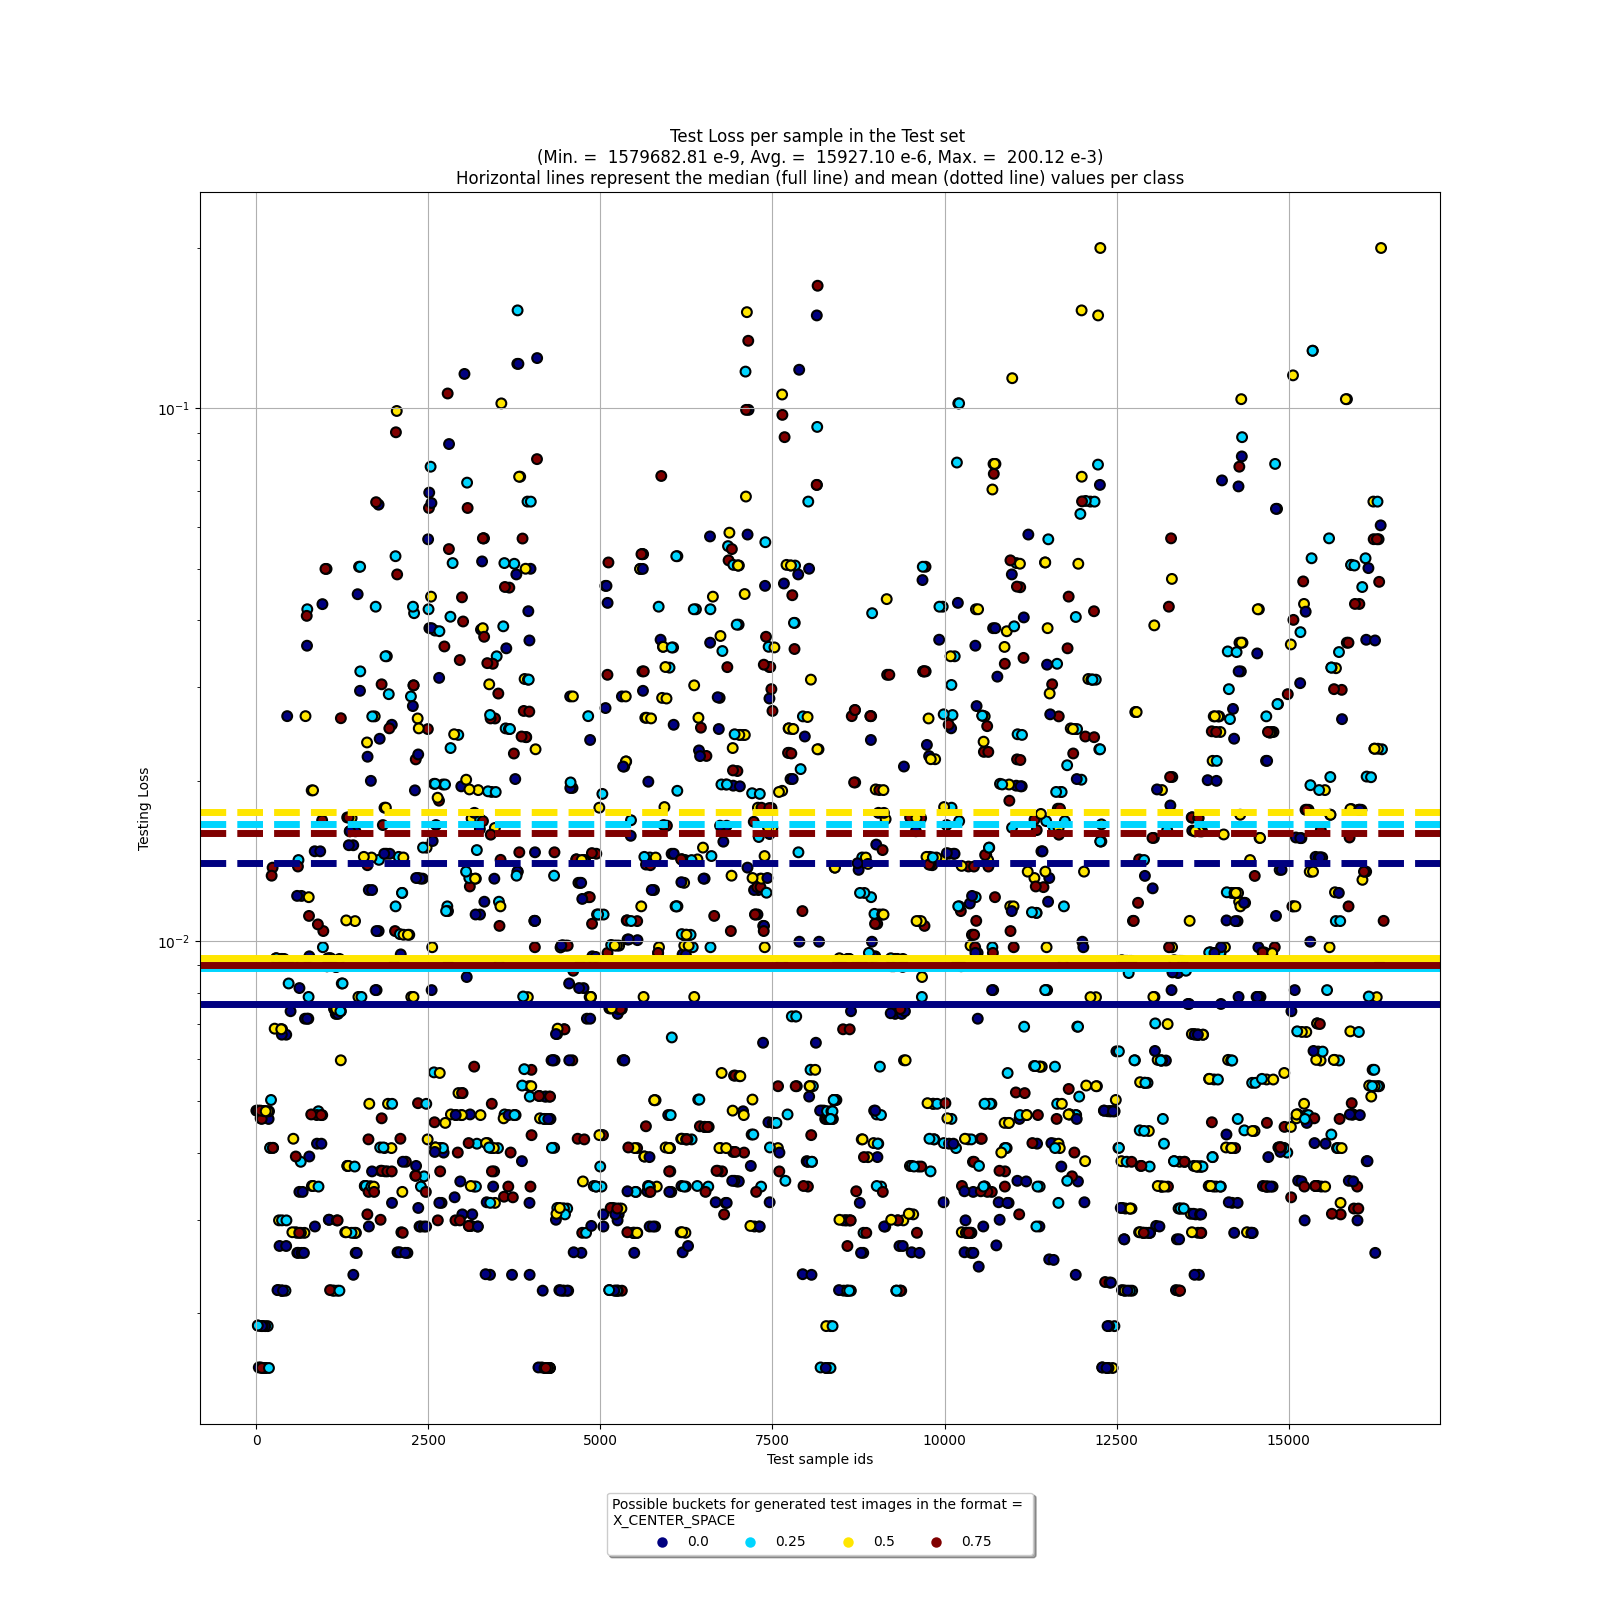 Test Loss per sample in the Test set
(Min. = 1579682.81 e-9, Avg. = 15927.10 e-6, Max. = 200.12 e-3)
Horizontal lines represent the median (full line) and mean (dotted line) values per class
Testing Loss
10⁻¹
10⁻²
0 2500 5000 7500 10000 12500 15000
Test sample ids
Possible buckets for generated test images in the format =
X_CENTER_SPACE
0.0 0.25 0.5 0.75